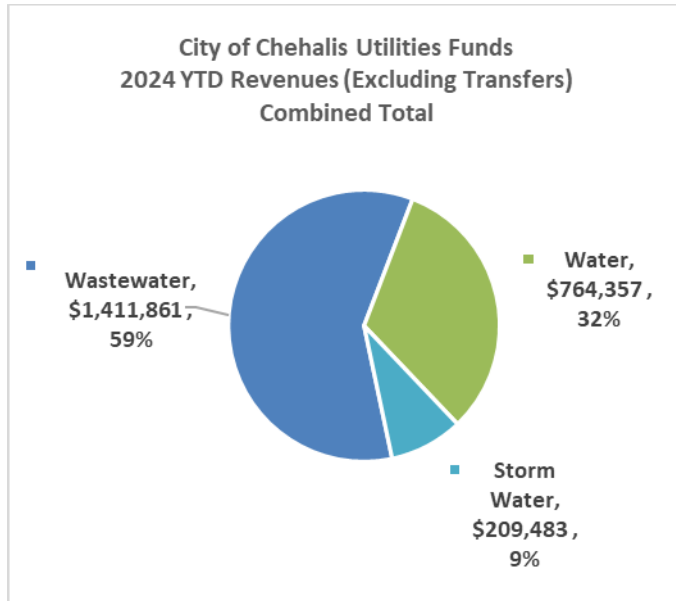 City of Chehalis Utilities Funds
2024 YTD Revenues (Excluding Transfers)
Combined Total
Wastewater,
$1,411,861 ,
59%
Water,
$764,357 ,
32%
Storm
Water,
$209,483 ,
9%